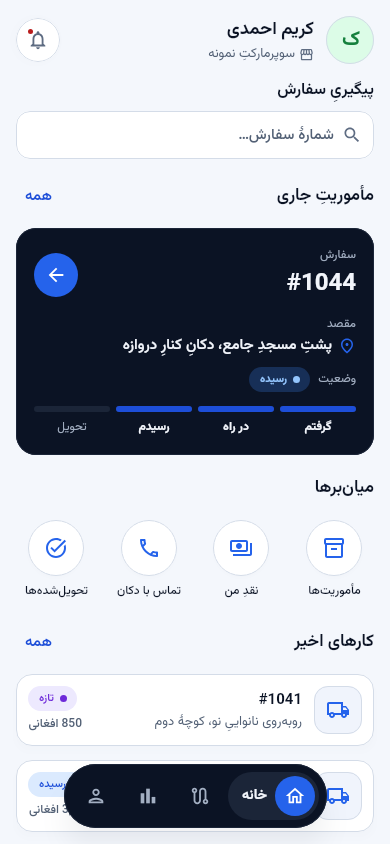 ک
کریم احمدی
سوپرمارکتِ نمونه
پیگیریِ سفارش
شمارهٔ سفارش…
مأموریتِ جاری
همه
سفارش
#1044
مقصد
پشتِ مسجدِ جامع، دکانِ کنارِ دروازه
وضعیت
رسیده
گرفتم
در راه
رسیدم
تحویل
میان‌برها
مأموریت‌ها
نقدِ من
تماس با دکان
تحویل‌شده‌ها
کارهای اخیر
همه
#1041
تازه
روبه‌روی نانواییِ نو، کوچهٔ دوم
850 افغانی
رسیده
افغانی
خانه